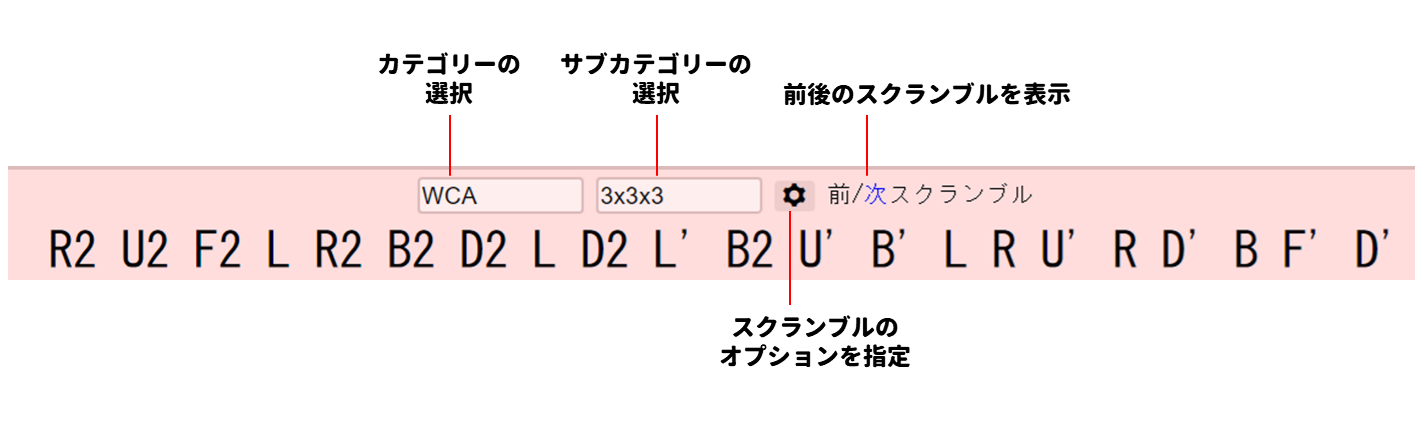 カテゴリーの
選択
サブカテゴリーの
選択
前後のスクランブルを表示
WCA
3x3x3
前/次スクランブル
R2 U2 F2 L R2 B2 D2 L D2 L' B2 U' B' L R U' R D' B F' D'
スクランブルの
オプションを指定